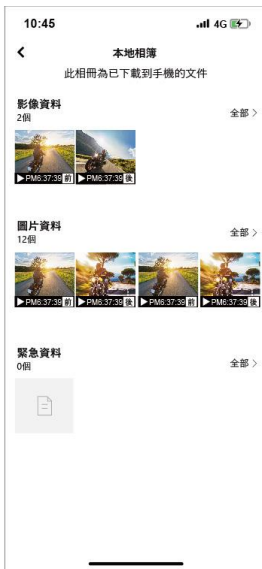 10:45
4G
本地相簿
此相冊為已下載到手機的文件
影像資料
2個
全部
PM6:37:39 前
PM6:37:39 後
圖片資料
12個
全部
PM6:37:39 前
PM6:37:39 後
PM6:37:39 前
PM6:37:39 後
緊急資料
0個
全部